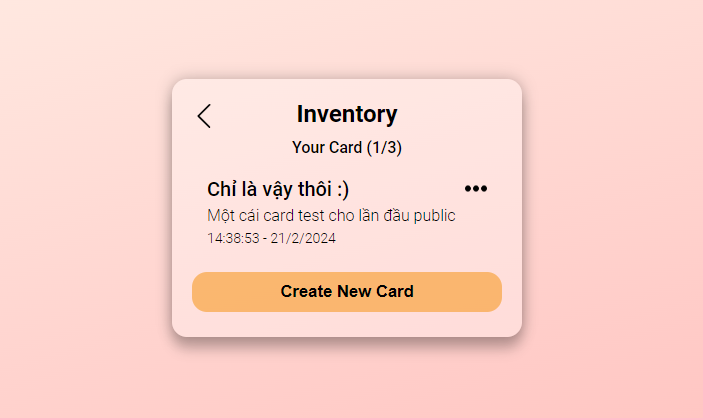 Inventory
Your Card (1/3)
Chỉ là vậy thôi :)
Một cái card test cho lần đầu public
14:38:53 - 21/2/2024
Create New Card